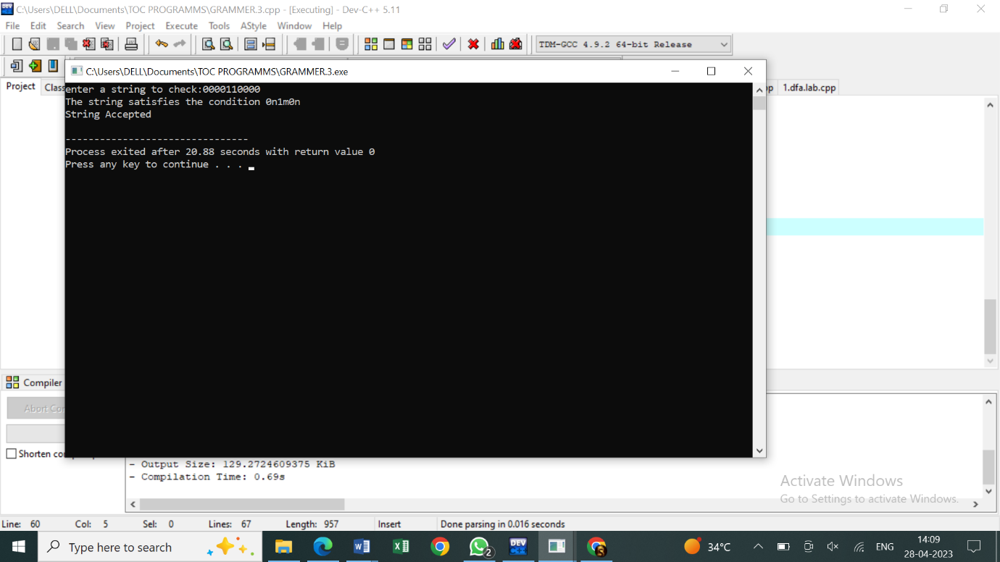 C:\Users\DELL\Documents\TOC PROGRAMMS\GRAMMER.3.cpp - [Executing] - Dev-C++ 5.11
File Edit Search View Project Execute Tools AStyle Window Help
TDM-GCC 4.9.2 64-bit Release
C:\Users\DELL\Documents\TOC PROGRAMMS\GRAMMER.3.exe
Project
1.dfa.lab.cpp
enter a string to check:0000110000
The string satisfies the condition 0n1m0n
String Accepted
--------------------------------
Process exited after 20.88 seconds with return value 0
Press any key to continue . . .
Compiler
Shorten
- Output Size: 129.2724609375 KiB
- Compilation Time: 0.69s
Activate Windows
Go to Settings to activate Windows.
Line: 60 Col: 5 Sel: 0 Lines: 67 Length: 957 Insert Done parsing in 0.016 seconds
Type here to search
2
DEV
34°C
ENG
14:09
28-04-2023